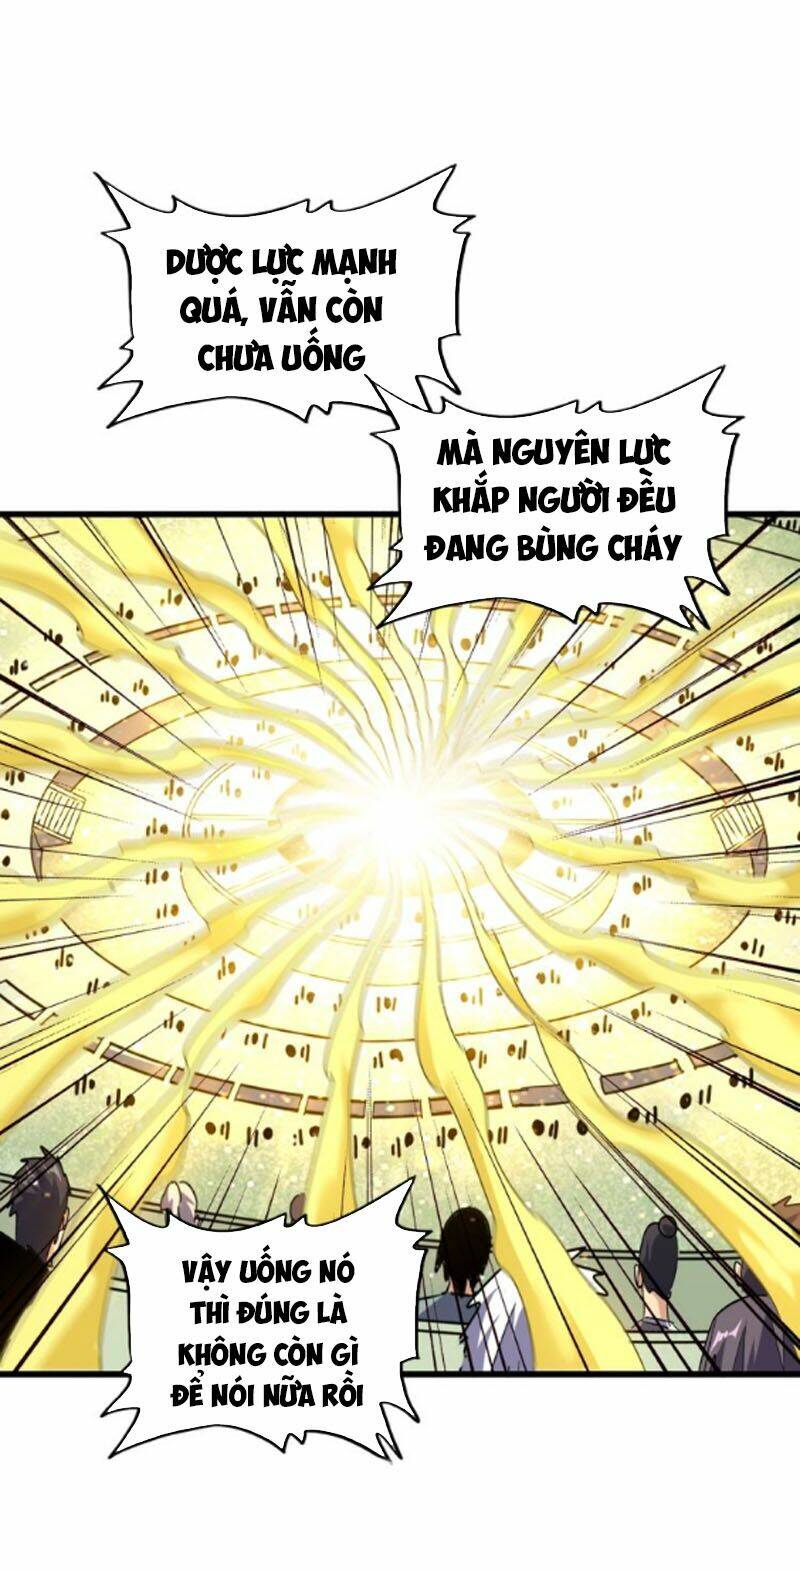 DƯỢC LỰC MẠNH
QUÁ, VẪN CÒN
CHƯA UỐNG
MÀ NGUYÊN LỰC
KHẮP NGƯỜI ĐỀU
ĐANG BÙNG CHÁY
VẬY UỐNG NÓ
THÌ ĐÚNG LÀ
KHÔNG CÒN GÌ
ĐỂ NÓI NỮA RỒI